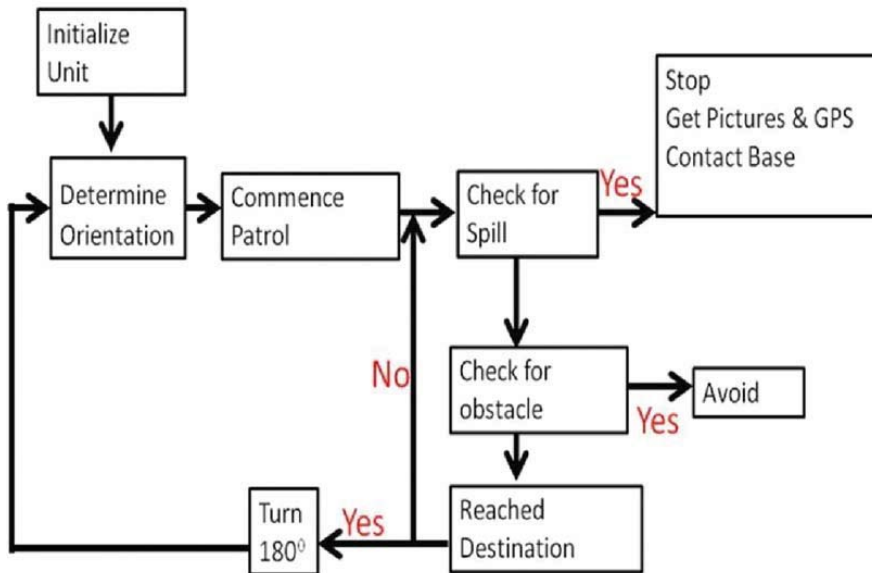 Initialize
Unit
Stop
Get Pictures & GPS
Contact Base
Determine
Orientation
Commence
Patrol
Check for
Spill
Yes
Check for
obstacle
Yes
Avoid
No
Reached
Destination
Yes
Turn
180⁰